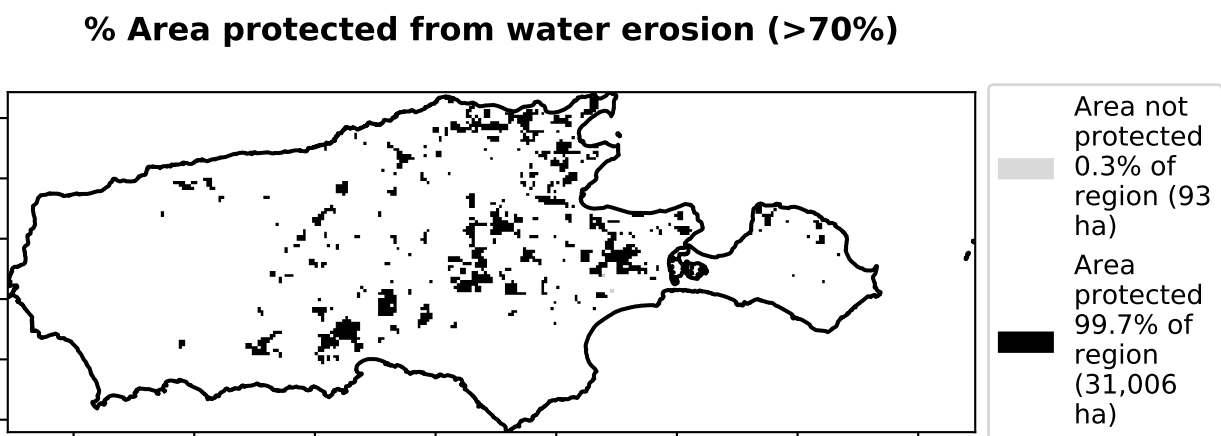 % Area protected from water erosion (>70%)
Area not
protected
0.3% of
region (93
ha)
Area
protected
99.7% of
region
(31,006
ha)